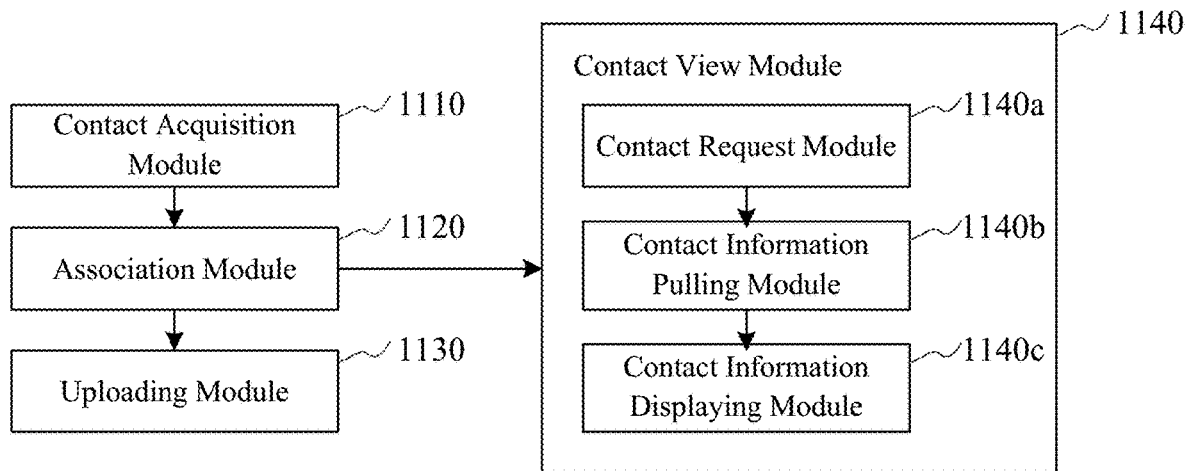 1140
Contact View Module
1110
Contact Acquisition
Module
1140a
Contact Request Module
1120
Association Module
1140b
Contact Information
Pulling Module
1130
Uploading Module
1140c
Contact Information
Displaying Module